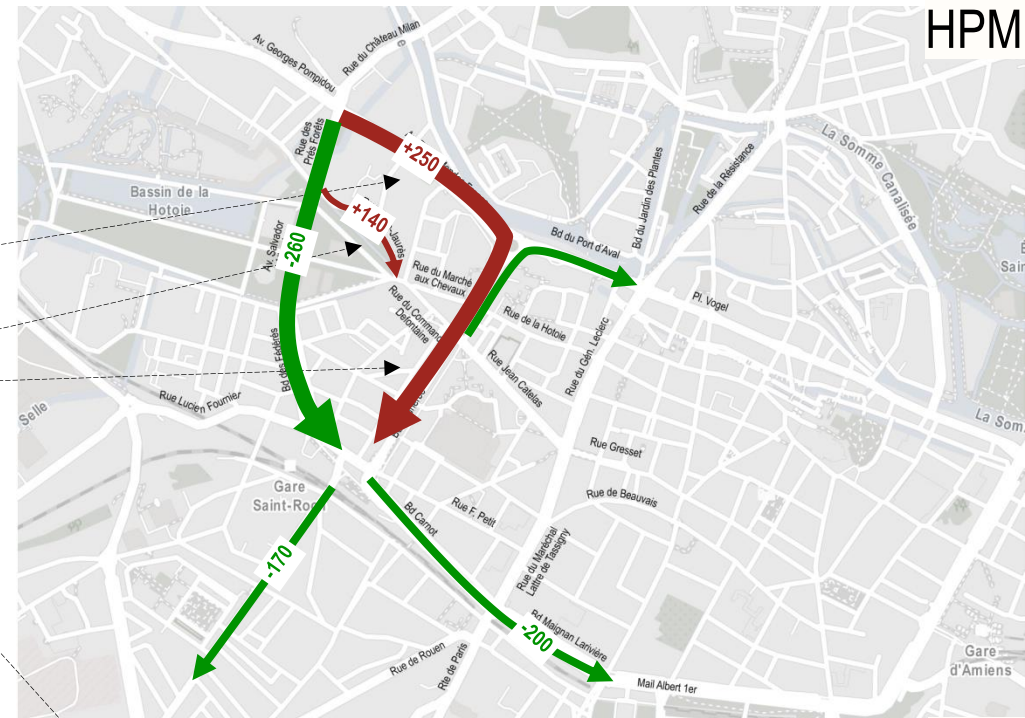 HPM
Av. Georges Pompidou
Rue du Château Milan
Rue des
Prés Forêts
+250
La Somme Canalisée
Bassin de la
Hotoie
+140
Jaurès
Av. Salvador
-260
Bd du Port d'Aval
Bd du Jardin des Plantes
Rue de la Résistance
Rue du Marché
aux Chevaux
Rue du Command
Defontaine
Rue de la Hotoie
Pl. Vogel
Rue du Gén. Leclerc
Rue Jean Catelas
Bd des Fédérés
Rue Lucien Fournier
Selle
La Som
Rue Gresset
Rue de Beauvais
Gare
Saint-Roch
Bd Carnot
Rue F. Petit
-170
Rue du Maréchal
Lattre de Tassigny
-200
Bd Maignan Larivière
Rue de Rouen
Rte de Paris
Mail Albert 1er
Gare
d'Amiens